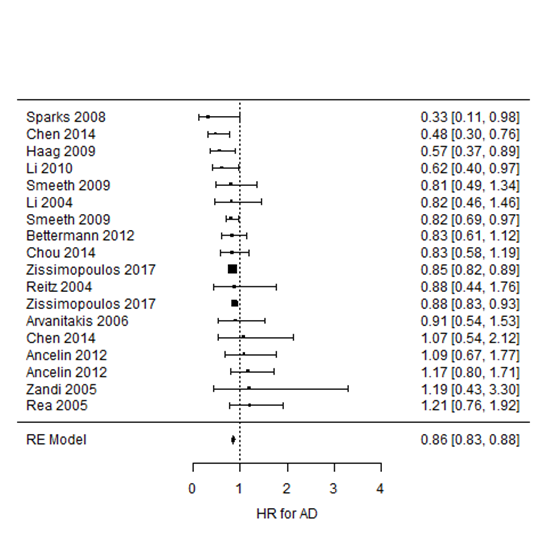 Sparks 2008 0.33 [0.11, 0.98]
Chen 2014 0.48 [0.30, 0.76]
Haag 2009 0.57 [0.37, 0.89]
Li 2010 0.62 [0.40, 0.97]
Smeeth 2009 0.81 [0.49, 1.34]
Li 2004 0.82 [0.46, 1.46]
Smeeth 2009 0.82 [0.69, 0.97]
Bettermann 2012 0.83 [0.61, 1.12]
Chou 2014 0.83 [0.58, 1.19]
Zissimopoulos 2017 0.85 [0.82, 0.89]
Reitz 2004 0.88 [0.44, 1.76]
Zissimopoulos 2017 0.88 [0.83, 0.93]
Arvanitakis 2006 0.91 [0.54, 1.53]
Chen 2014 1.07 [0.54, 2.12]
Ancelin 2012 1.09 [0.67, 1.77]
Ancelin 2012 1.17 [0.80, 1.71]
Zandi 2005 1.19 [0.43, 3.30]
Rea 2005 1.21 [0.76, 1.92]
RE Model 0.86 [0.83, 0.88]
0 1 2 3 4
HR for AD